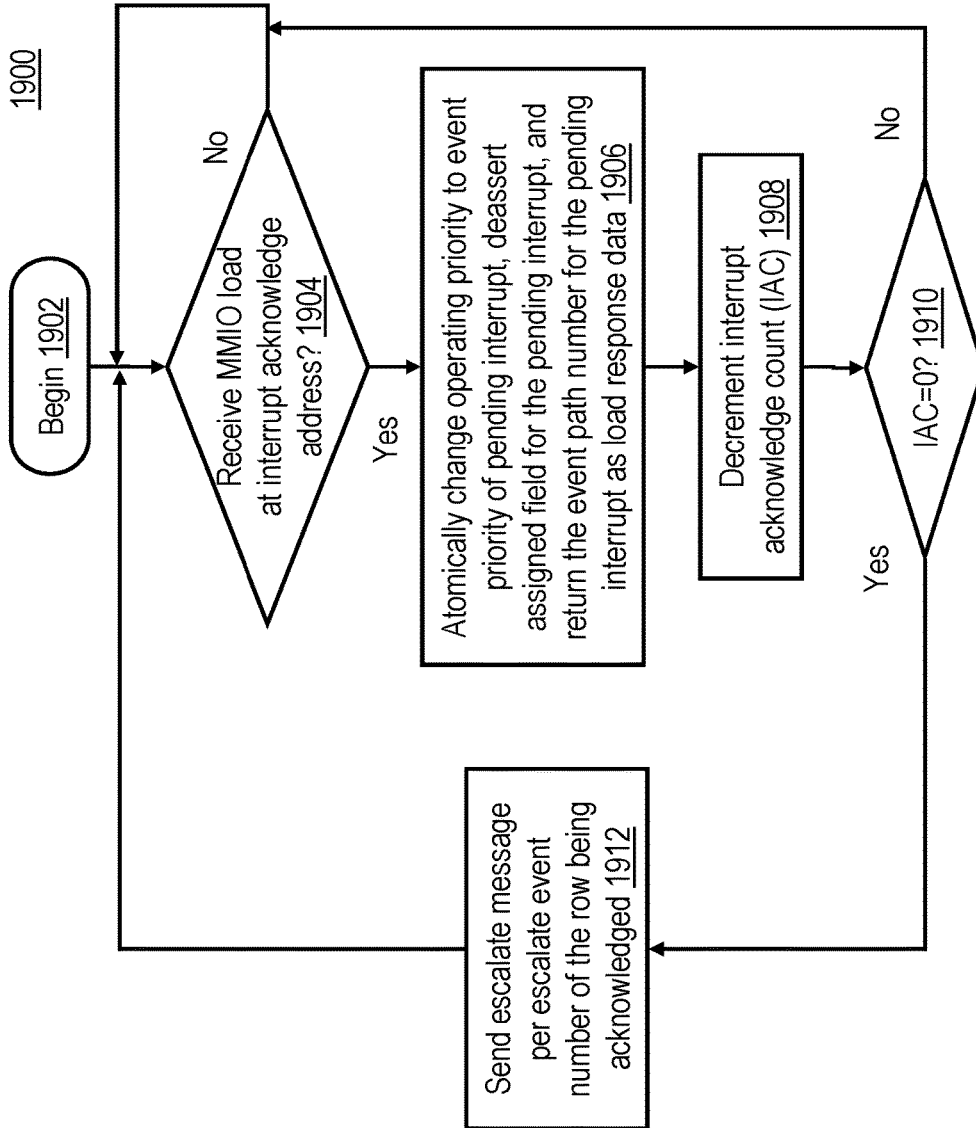 1900
Begin 1902
Receive MMIO load
at interrupt acknowledge
address? 1904
No
Yes
Atomically change operating priority to event
priority of pending interrupt, deassert
assigned field for the pending interrupt, and
return the event path number for the pending
interrupt as load response data 1906
Decrement interrupt
acknowledge count (IAC) 1908
IAC=0? 1910
No
Yes
Send escalate message
per escalate event
number of the row being
acknowledged 1912